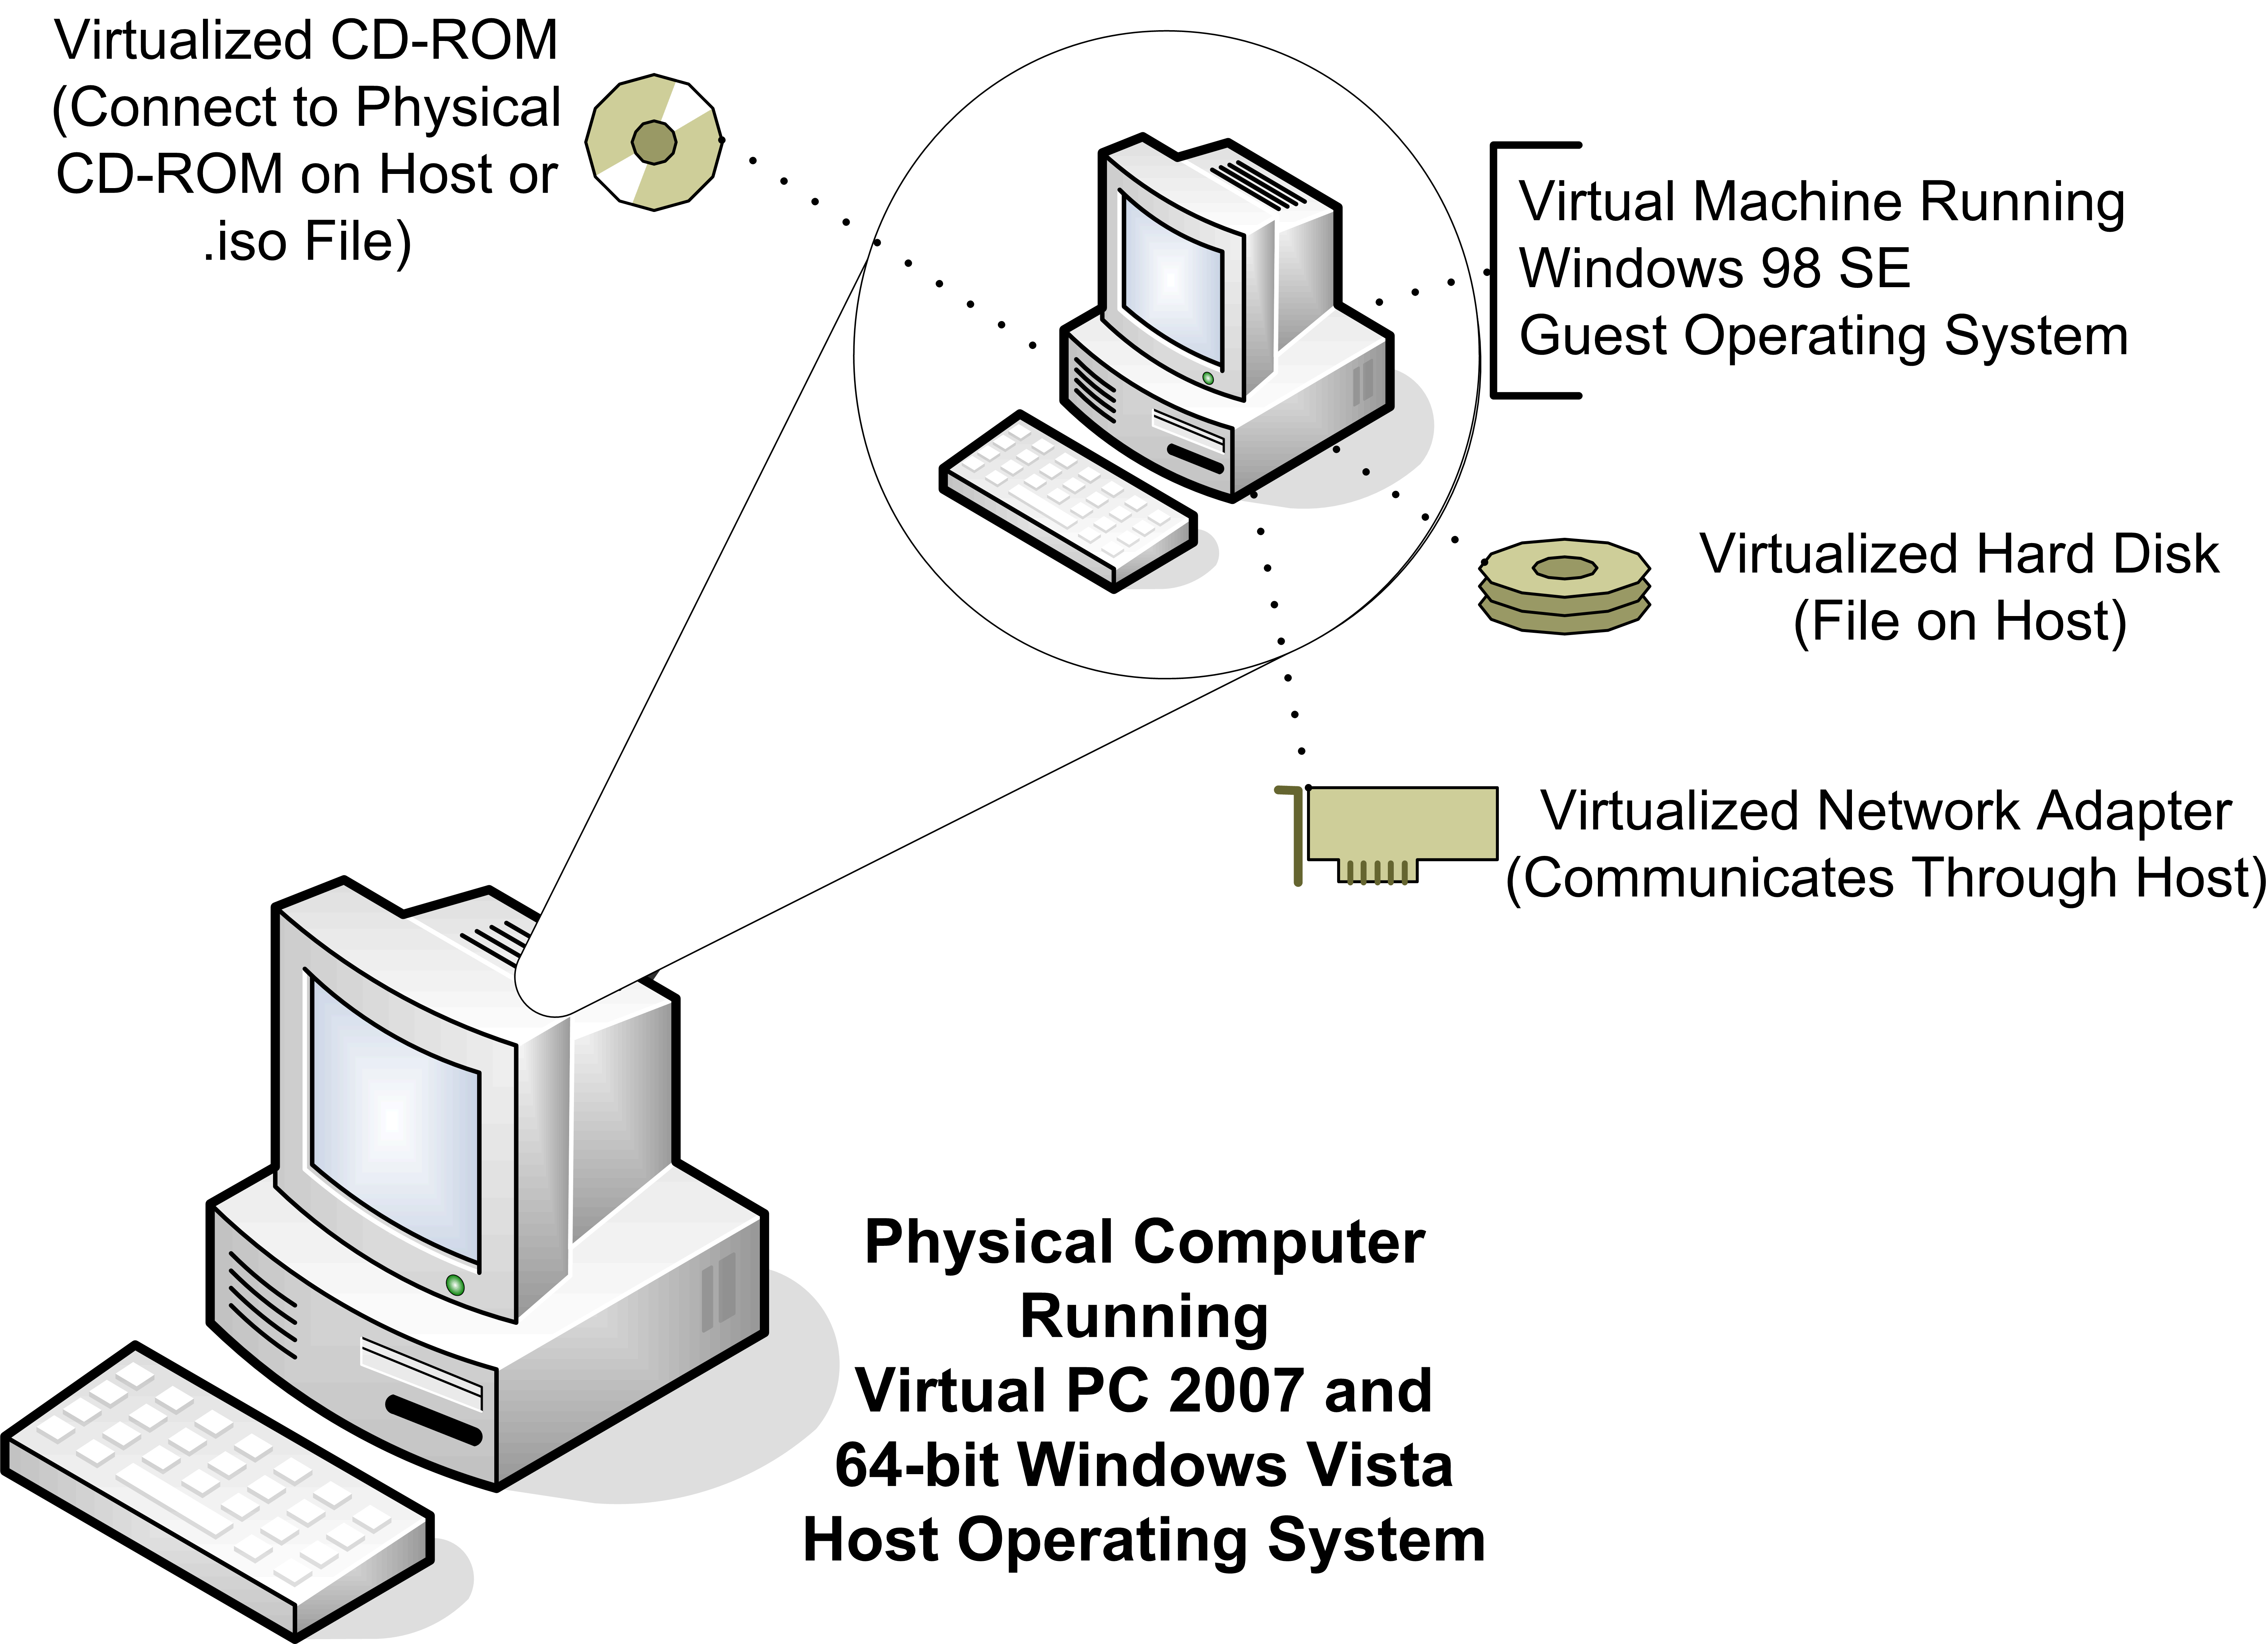 Virtualized CD-ROM
(Connect to Physical
CD-ROM on Host or
.iso File)
Virtual Machine Running
Windows 98 SE
Guest Operating System
Virtualized Hard Disk
(File on Host)
Virtualized Network Adapter
(Communicates Through Host)
Physical Computer
Running
Virtual PC 2007 and
64-bit Windows Vista
Host Operating System